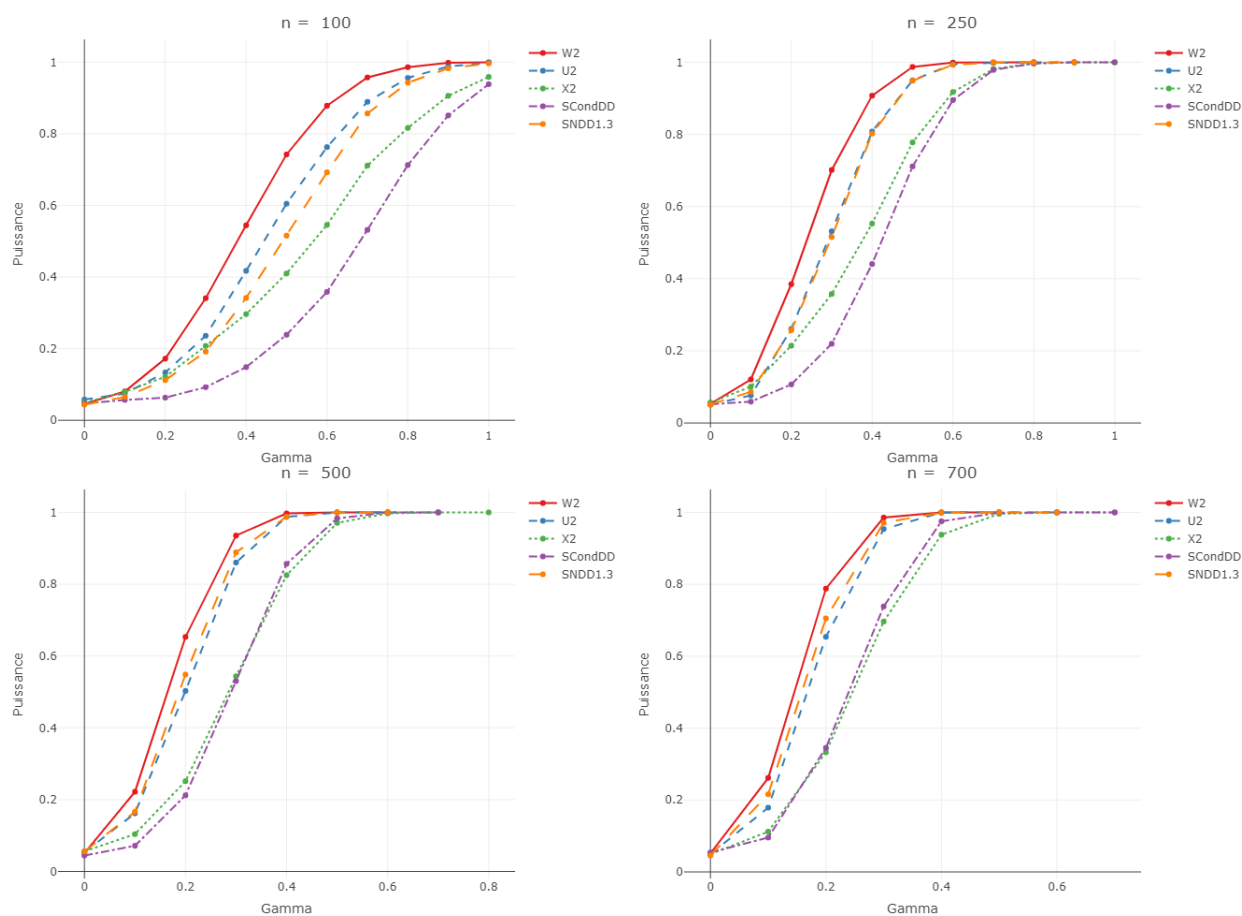 n = 100
1
0.8
0.6
0.4
0.2
0
Puissance
0
0.2
0.4
0.6
0.8
1
Gamma
W2
U2
X2
SCondDD
SNDD1.3
n = 250
1
0.8
0.6
0.4
0.2
0
Puissance
0
0.2
0.4
0.6
0.8
1
Gamma
W2
U2
X2
SCondDD
SNDD1.3
n = 500
1
0.8
0.6
0.4
0.2
0
Puissance
0
0.2
0.4
0.6
0.8
Gamma
W2
U2
X2
SCondDD
SNDD1.3
n = 700
1
0.8
0.6
0.4
0.2
0
Puissance
0
0.2
0.4
0.6
Gamma
W2
U2
X2
SCondDD
SNDD1.3